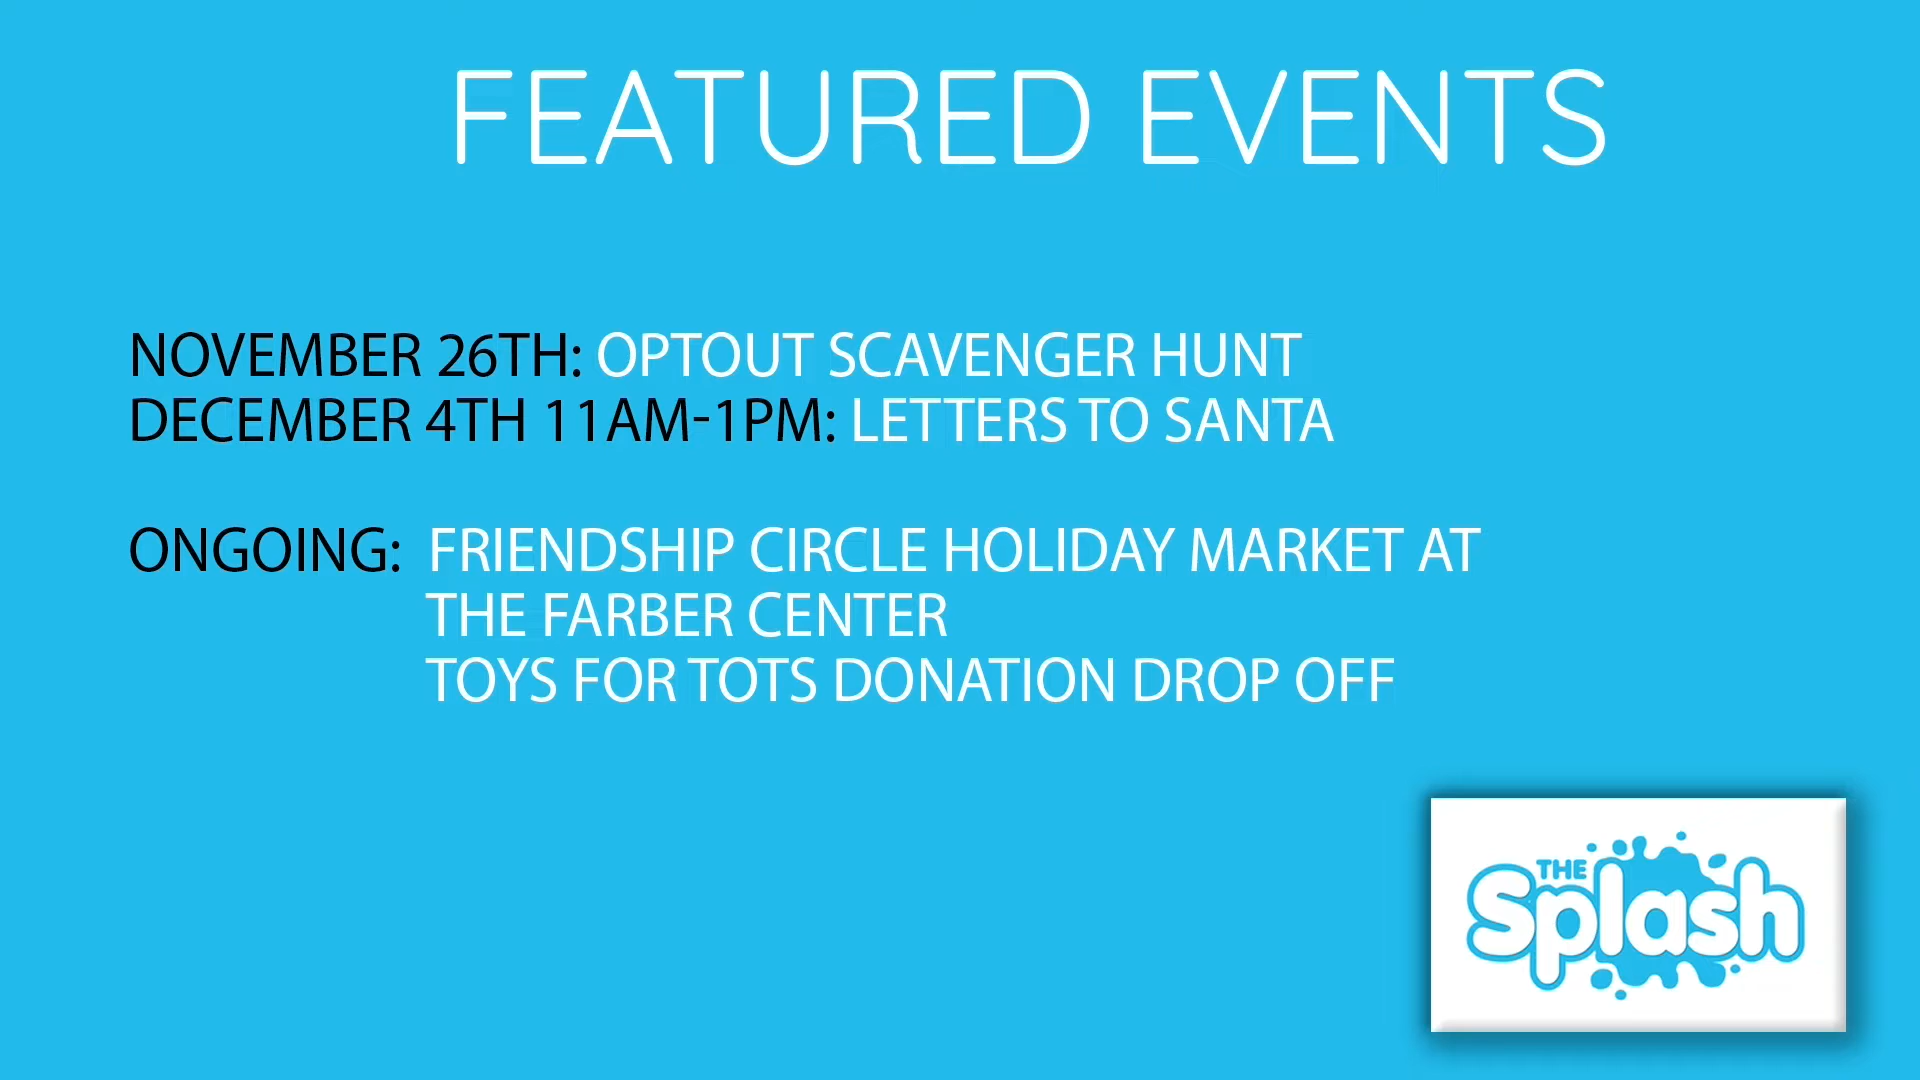 FEATURED EVENTS
NOVEMBER 26TH: OPTOUT SCAVENGER HUNT
DECEMBER 4TH 11AM-1PM: LETTERS TO SANTA
ONGOING: FRIENDSHIP CIRCLE HOLIDAY MARKET AT
THE FARBER CENTER
TOYS FOR TOTS DONATION DROP OFF
THE
Splash